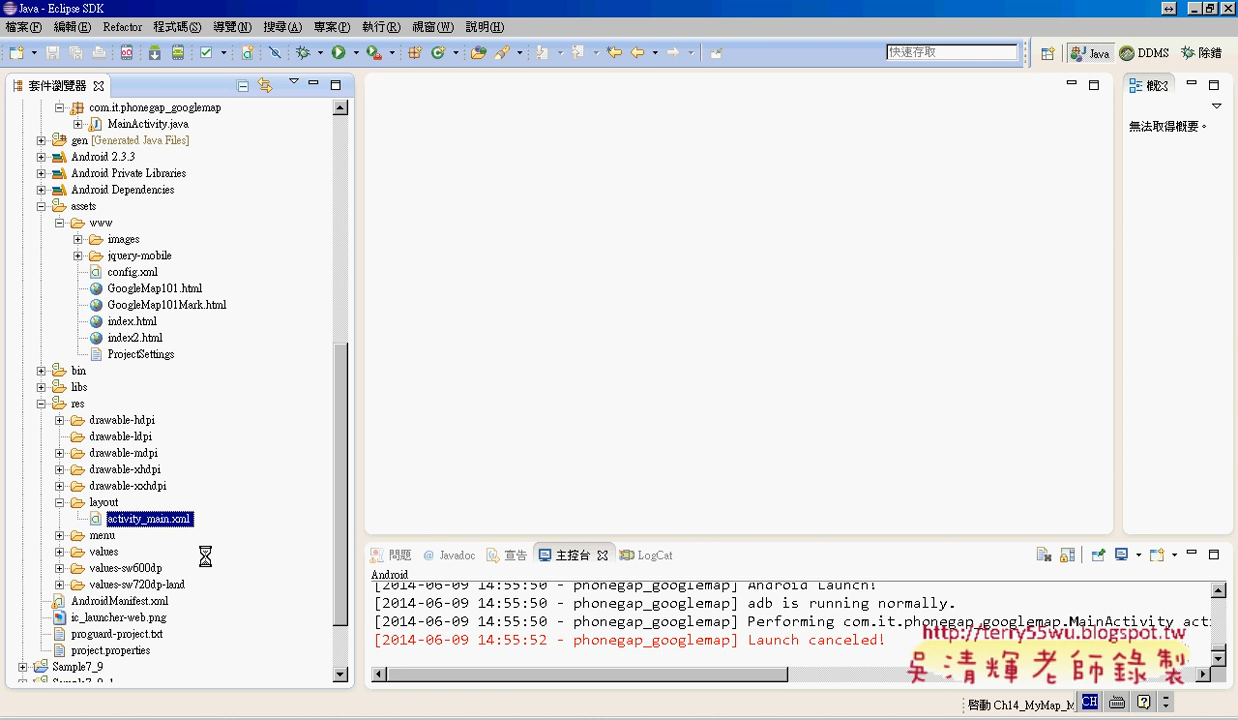 Java - Eclipse SDK
檔案(F) 編輯(E) Refactor 程式碼(S) 導覽(N) 搜尋(A) 專案(P) 執行(R) 視窗(W) 說明(H)
快速存取
Java
DDMS
除錯
套件瀏覽器
概
無法取得概要。
com.it.phonegap_googlemap
MainActivity.java
gen [Generated Java Files]
Android 2.3.3
Android Private Libraries
Android Dependencies
assets
www
images
jquery-mobile
config.xml
GoogleMap101.html
GoogleMap101Mark.html
index.html
index2.html
ProjectSettings
bin
libs
res
drawable-hdpi
drawable-ldpi
drawable-mdpi
drawable-xhdpi
drawable-xxhdpi
layout
activity_main.xml
menu
values
values-sw600dp
values-sw720dp-land
AndroidManifest.xml
ic_launcher-web.png
proguard-project.txt
project.properties
Sample7_9
問題 @ Javadoc 宣告 主控台 LogCat
Android
[2014-06-09 14:55:50 - phonegap_googlemap] Android Launch!
[2014-06-09 14:55:50 - phonegap_googlemap] adb is running normally.
[2014-06-09 14:55:50 - phonegap_googlemap] Performing com.it.phonegap_googlemap.MainActivity acti
[2014-06-09 14:55:52 - phonegap_googlemap] Launch canceled!
http://terry55wu.blogspot.tw
吳清輝老師錄製
啓動 Ch14_MyMap_M
CH